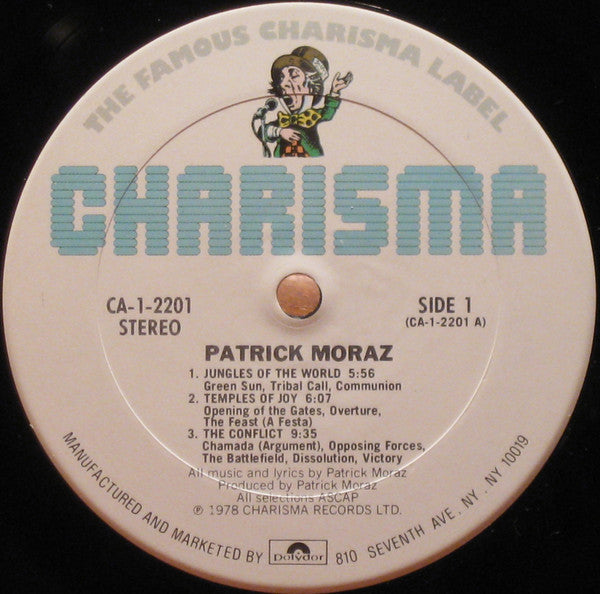 THE FAMOUS CHARISMA LABEL
CHARISMA
CA-1-2201
STEREO
SIDE 1
(CA-1-2201 A)
PATRICK MORAZ
1. JUNGLES OF THE WORLD 5:56
Green Sun, Tribal Call, Communion
2. TEMPLES OF JOY 6:07
Opening of the Gates, Overture,
The Feast (A Festa)
3. THE CONFLICT 9:35
Chamada (Argument), Opposing Forces,
The Battlefield, Dissolution, Victory
All music and lyrics by Patrick Moraz
Produced by Patrick Moraz
All selections ASCAP
℗ 1978 CHARISMA RECORDS LTD.
MANUFACTURED AND MARKETED BY Polydor 810 SEVENTH AVE., NY, NY 10019